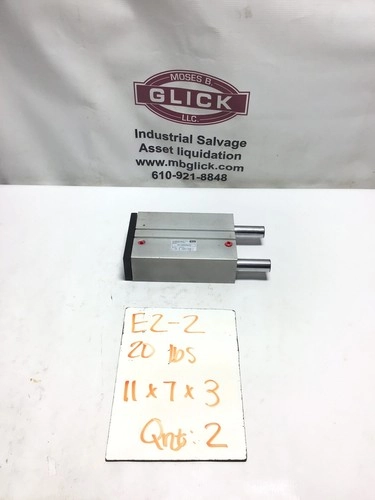 MOSES B
GLICK
LLC.
Industrial Salvage
Asset liquidation
www.mbglick.com
610-921-8848
E2-2
20 lbs
11 x 7 x 3
Qnt: 2